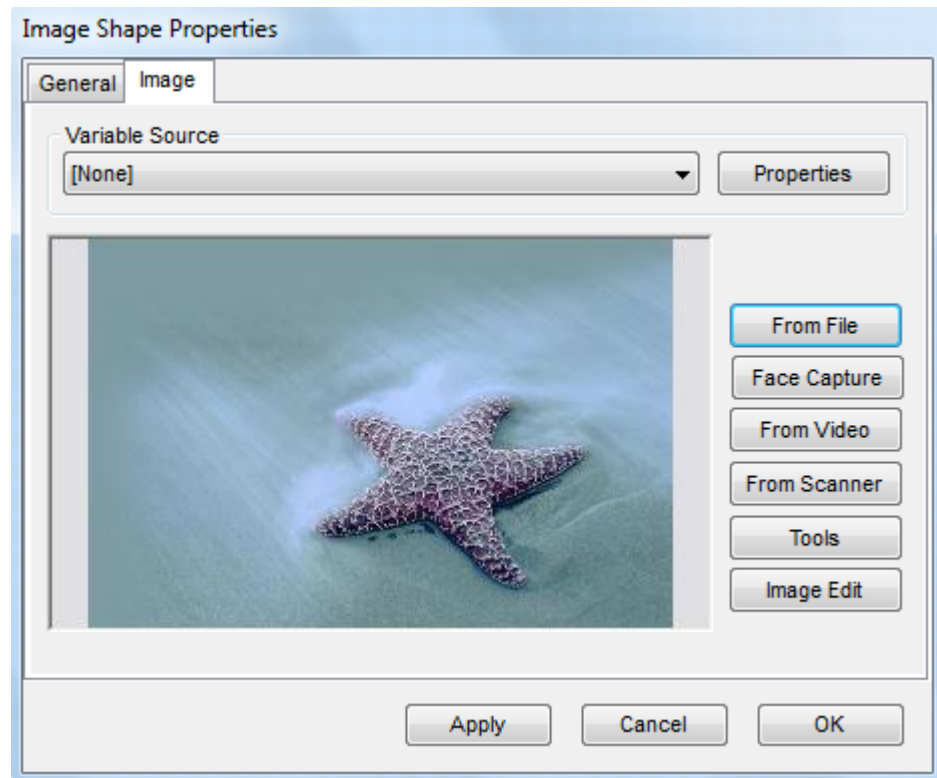 Image Shape Properties
General Image
Variable Source
[None] Properties
From File
Face Capture
From Video
From Scanner
Tools
Image Edit
Apply Cancel OK